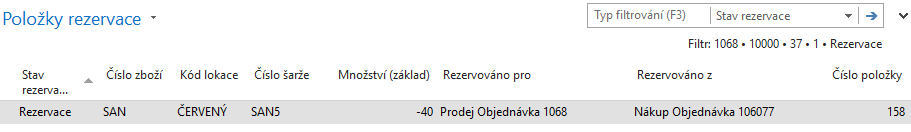 Položky rezervace
Typ filtrování (F3) Stav rezervace
Filtr: 1068 • 10000 • 37 • 1 • Rezervace
Stav rezerva... Číslo zboží Kód lokace Číslo šarže Množství (základ) Rezervováno pro Rezervováno z Číslo položky
Rezervace SAN ČERVENÝ SAN5 -40 Prodej Objednávka 1068 Nákup Objednávka 106077 158